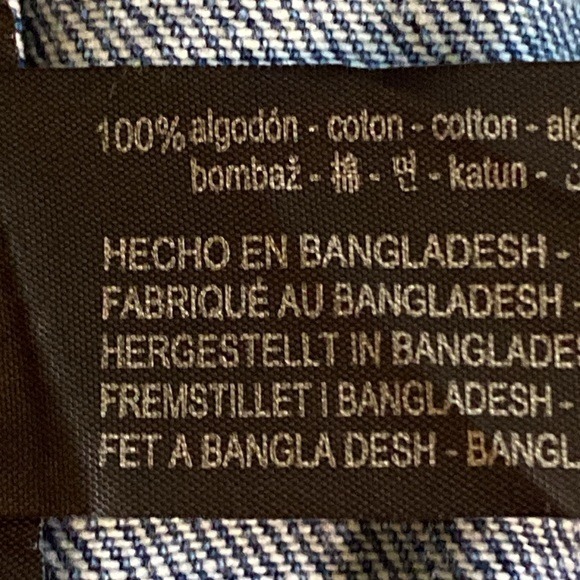 100% algodón - coton - cotton - alg
bombaž - 棉 - 면 - katun -
HECHO EN BANGLADESH -
FABRIQUÉ AU BANGLADESH -
HERGESTELLT IN BANGLADES
FREMSTILLET I BANGLADESH -
FET A BANGLA DESH - BANGL